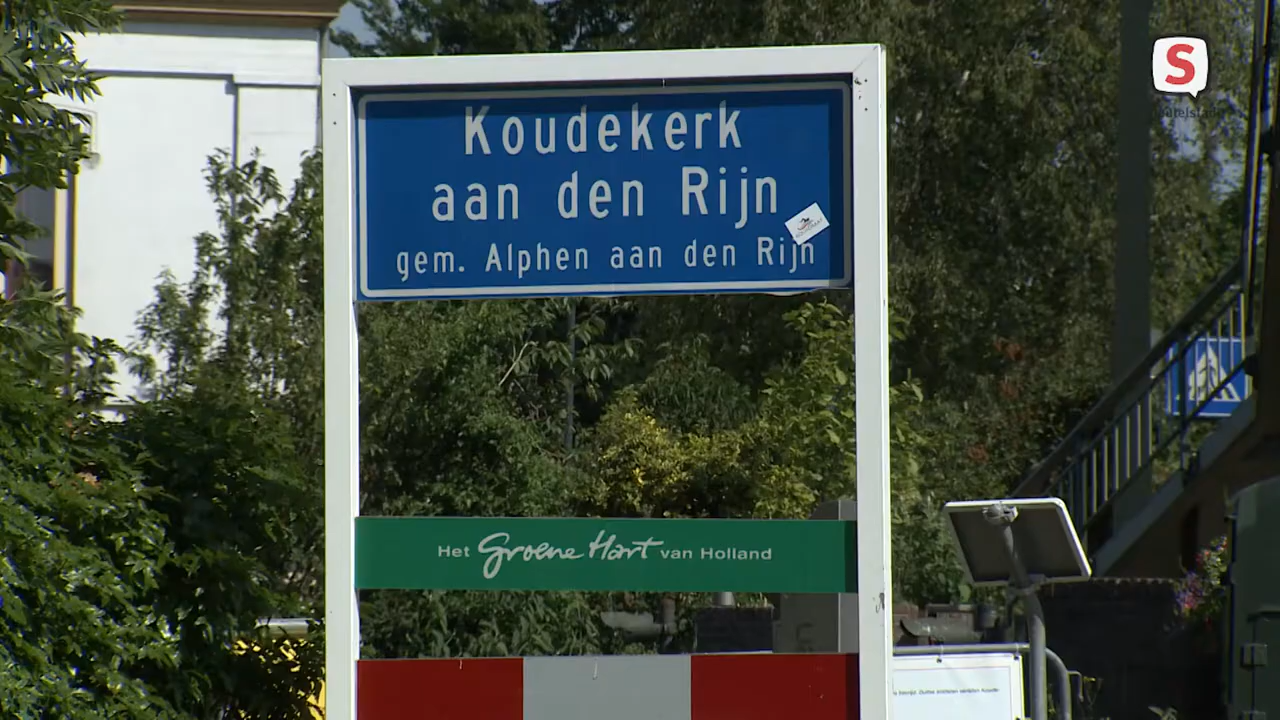 S
Koudekerk
aan den Rijn
gem. Alphen aan den Rijn
Het Groene Hart van Holland